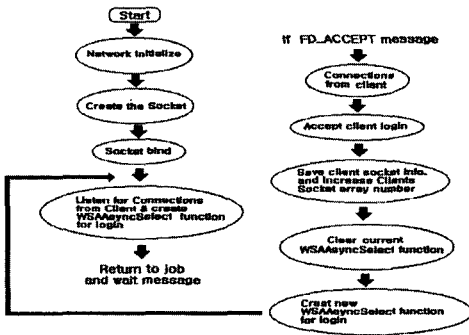 Start
Network Initialize
Create the Socket
Socket bind
Listen for Connections
from Client & create
WSAAsyncSelect function
for login
Return to job
and wait message
If FD_ACCEPT message
Connections
from client
Accept client login
Save client socket info.
and Increase Clients
Socket array number
Clear current
WSAAsyncSelect function
Creat new
WSAAsyncSelect function
for login